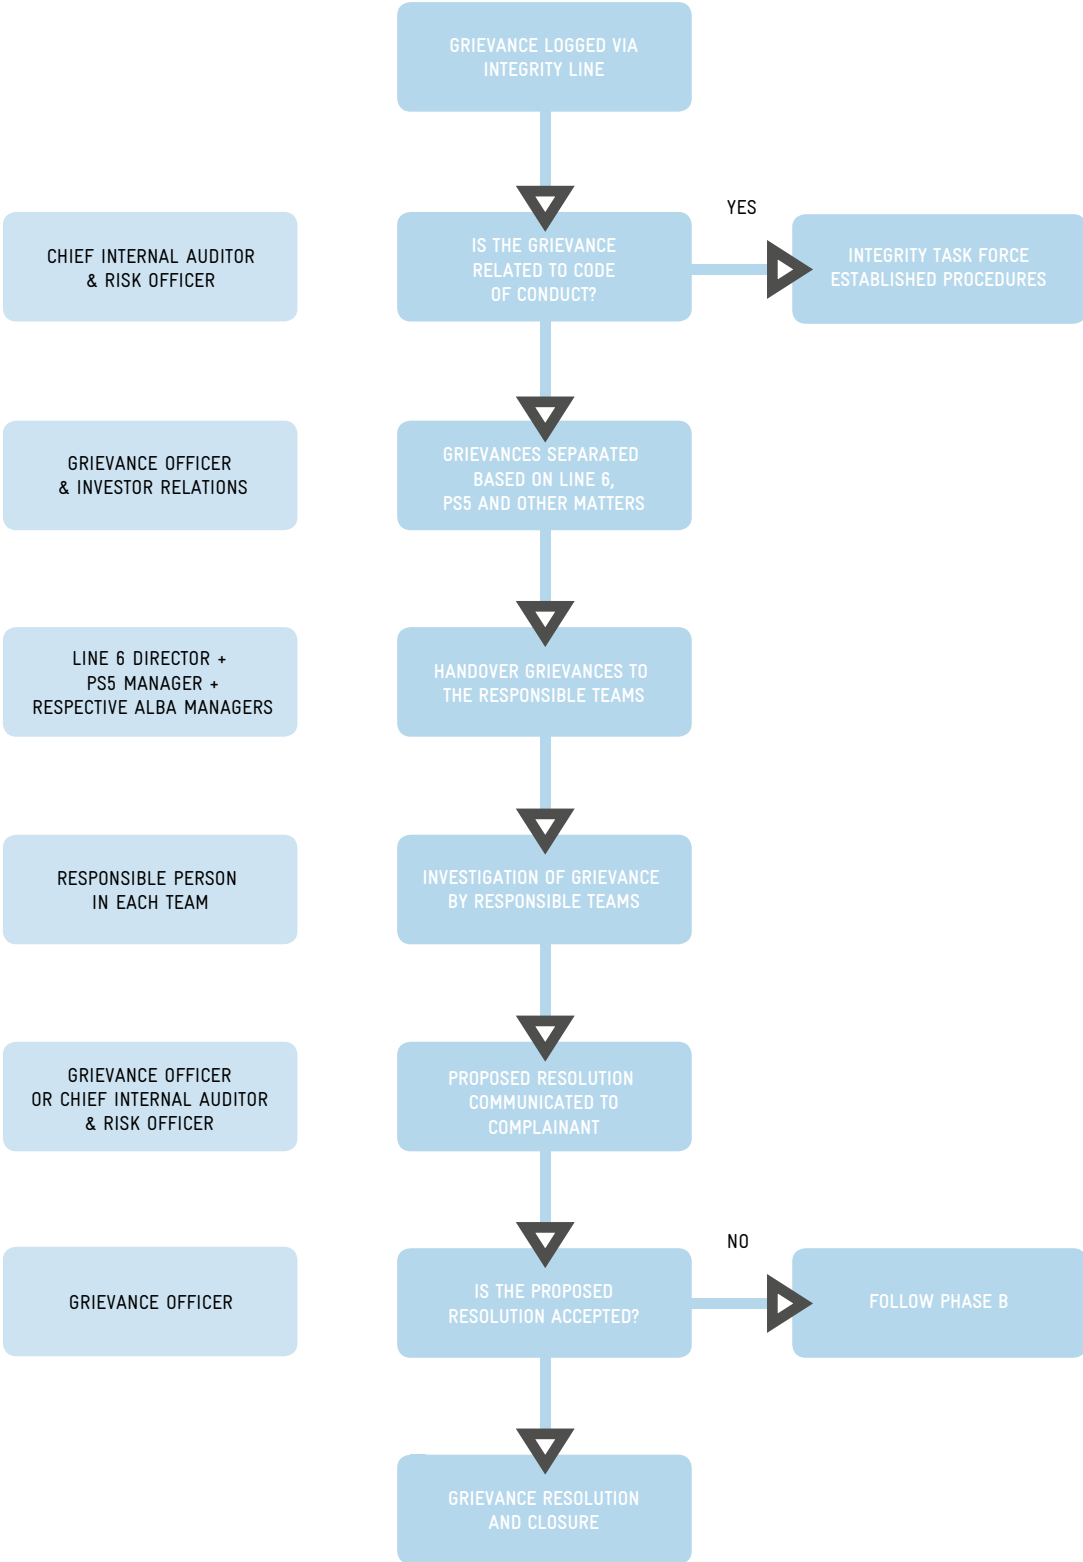 GRIEVANCE LOGGED VIA
INTEGRITY LINE
CHIEF INTERNAL AUDITOR
& RISK OFFICER
IS THE GRIEVANCE
RELATED TO CODE
OF CONDUCT?
YES
INTEGRITY TASK FORCE
ESTABLISHED PROCEDURES
GRIEVANCE OFFICER
& INVESTOR RELATIONS
GRIEVANCES SEPARATED
BASED ON LINE 6,
PS5 AND OTHER MATTERS
LINE 6 DIRECTOR +
PS5 MANAGER +
RESPECTIVE ALBA MANAGERS
HANDOVER GRIEVANCES TO
THE RESPONSIBLE TEAMS
RESPONSIBLE PERSON
IN EACH TEAM
INVESTIGATION OF GRIEVANCE
BY RESPONSIBLE TEAMS
GRIEVANCE OFFICER
OR CHIEF INTERNAL AUDITOR
& RISK OFFICER
PROPOSED RESOLUTION
COMMUNICATED TO
COMPLAINANT
GRIEVANCE OFFICER
IS THE PROPOSED
RESOLUTION ACCEPTED?
NO
FOLLOW PHASE B
GRIEVANCE RESOLUTION
AND CLOSURE